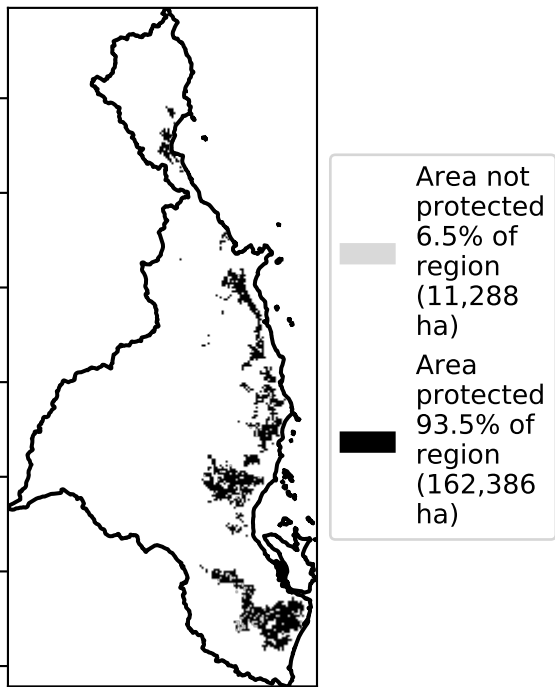 Area not
protected
6.5% of
region
(11,288
ha)
Area
protected
93.5% of
region
(162,386
ha)